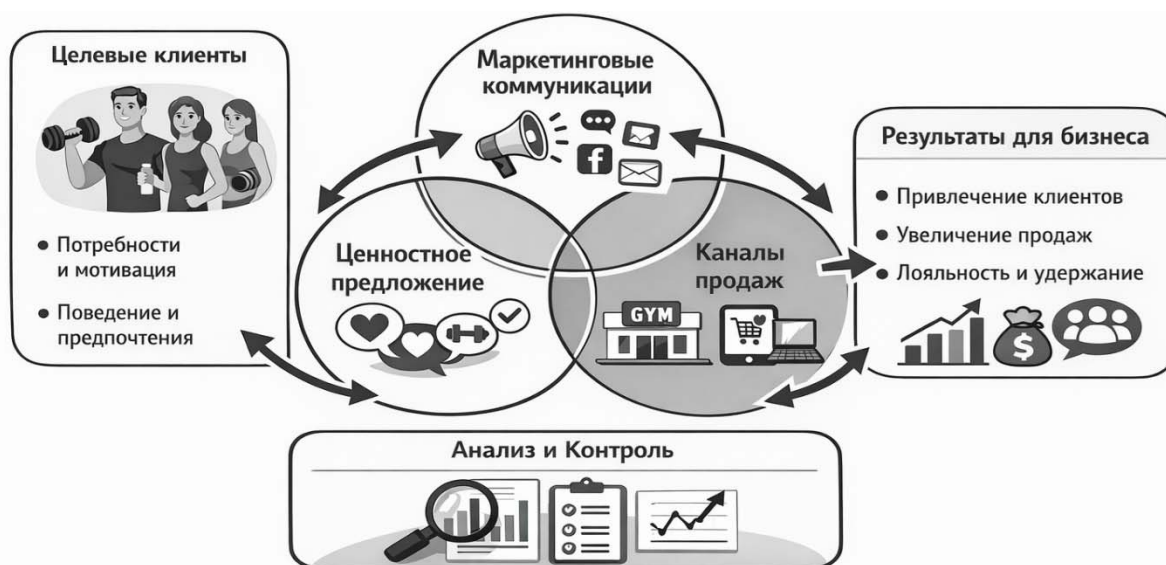 Целевые клиенты
• Потребности
и мотивация
• Поведение и
предпочтения
Маркетинговые
коммуникации
f
Ценностное
предложение
Каналы
продаж
GYM
Результаты для бизнеса
• Привлечение клиентов
• Увеличение продаж
• Лояльность и удержание
$
Анализ и Контроль